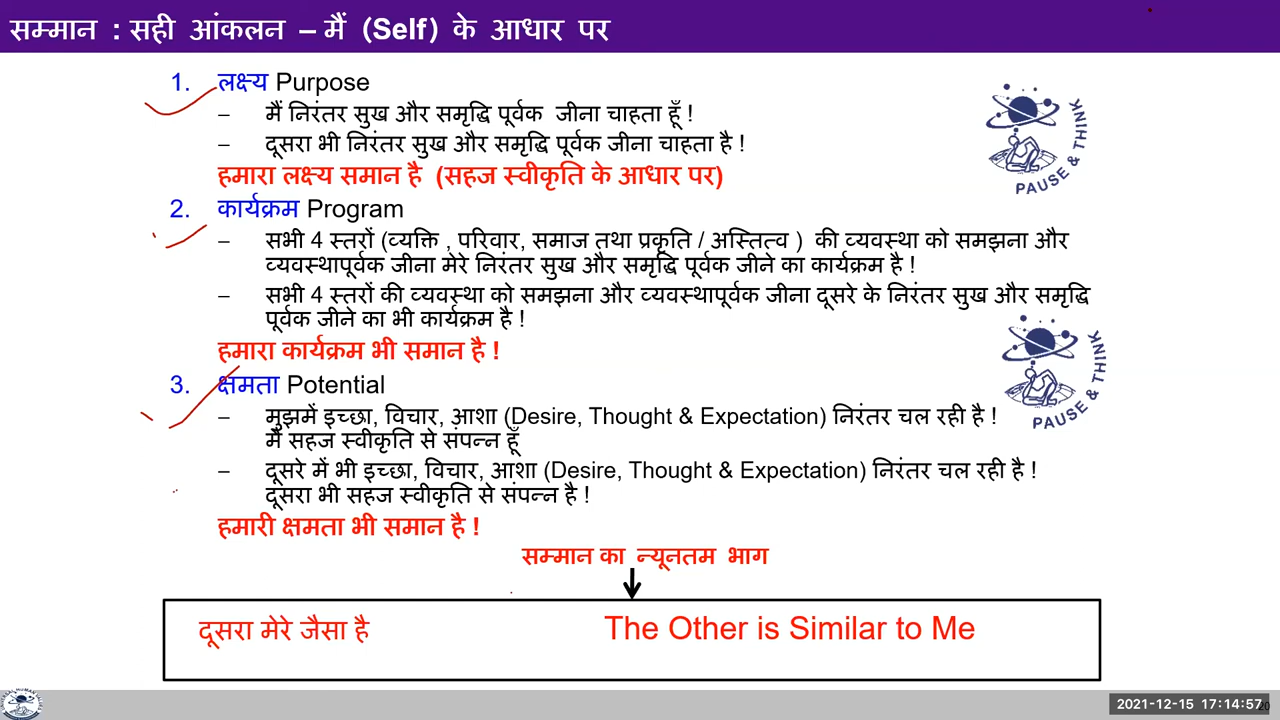 सम्मान : सही आंकलन – मैं (Self) के आधार पर
1. लक्ष्य Purpose
– मैं निरंतर सुख और समृद्धि पूर्वक जीना चाहता हूँ !
– दूसरा भी निरंतर सुख और समृद्धि पूर्वक जीना चाहता है !
हमारा लक्ष्य समान है (सहज स्वीकृति के आधार पर)
PAUSE & THINK
2. कार्यक्रम Program
– सभी 4 स्तरों (व्यक्ति , परिवार, समाज तथा प्रकृति / अस्तित्व ) की व्यवस्था को समझना और
व्यवस्थापूर्वक जीना मेरे निरंतर सुख और समृद्धि पूर्वक जीने का कार्यक्रम है !
– सभी 4 स्तरों की व्यवस्था को समझना और व्यवस्थापूर्वक जीना दूसरे के निरंतर सुख और समृद्धि
पूर्वक जीने का भी कार्यक्रम है !
हमारा कार्यक्रम भी समान है !
PAUSE & THINK
3. क्षमता Potential
– मुझमें इच्छा, विचार, आशा (Desire, Thought & Expectation) निरंतर चल रही है !
मैं सहज स्वीकृति से संपन्न हूँ
– दूसरे में भी इच्छा, विचार, आशा (Desire, Thought & Expectation) निरंतर चल रही है !
दूसरा भी सहज स्वीकृति से संपन्न है !
हमारी क्षमता भी समान है !
सम्मान का न्यूनतम भाग
दूसरा मेरे जैसा है The Other is Similar to Me
2021-12-15 17:14:57